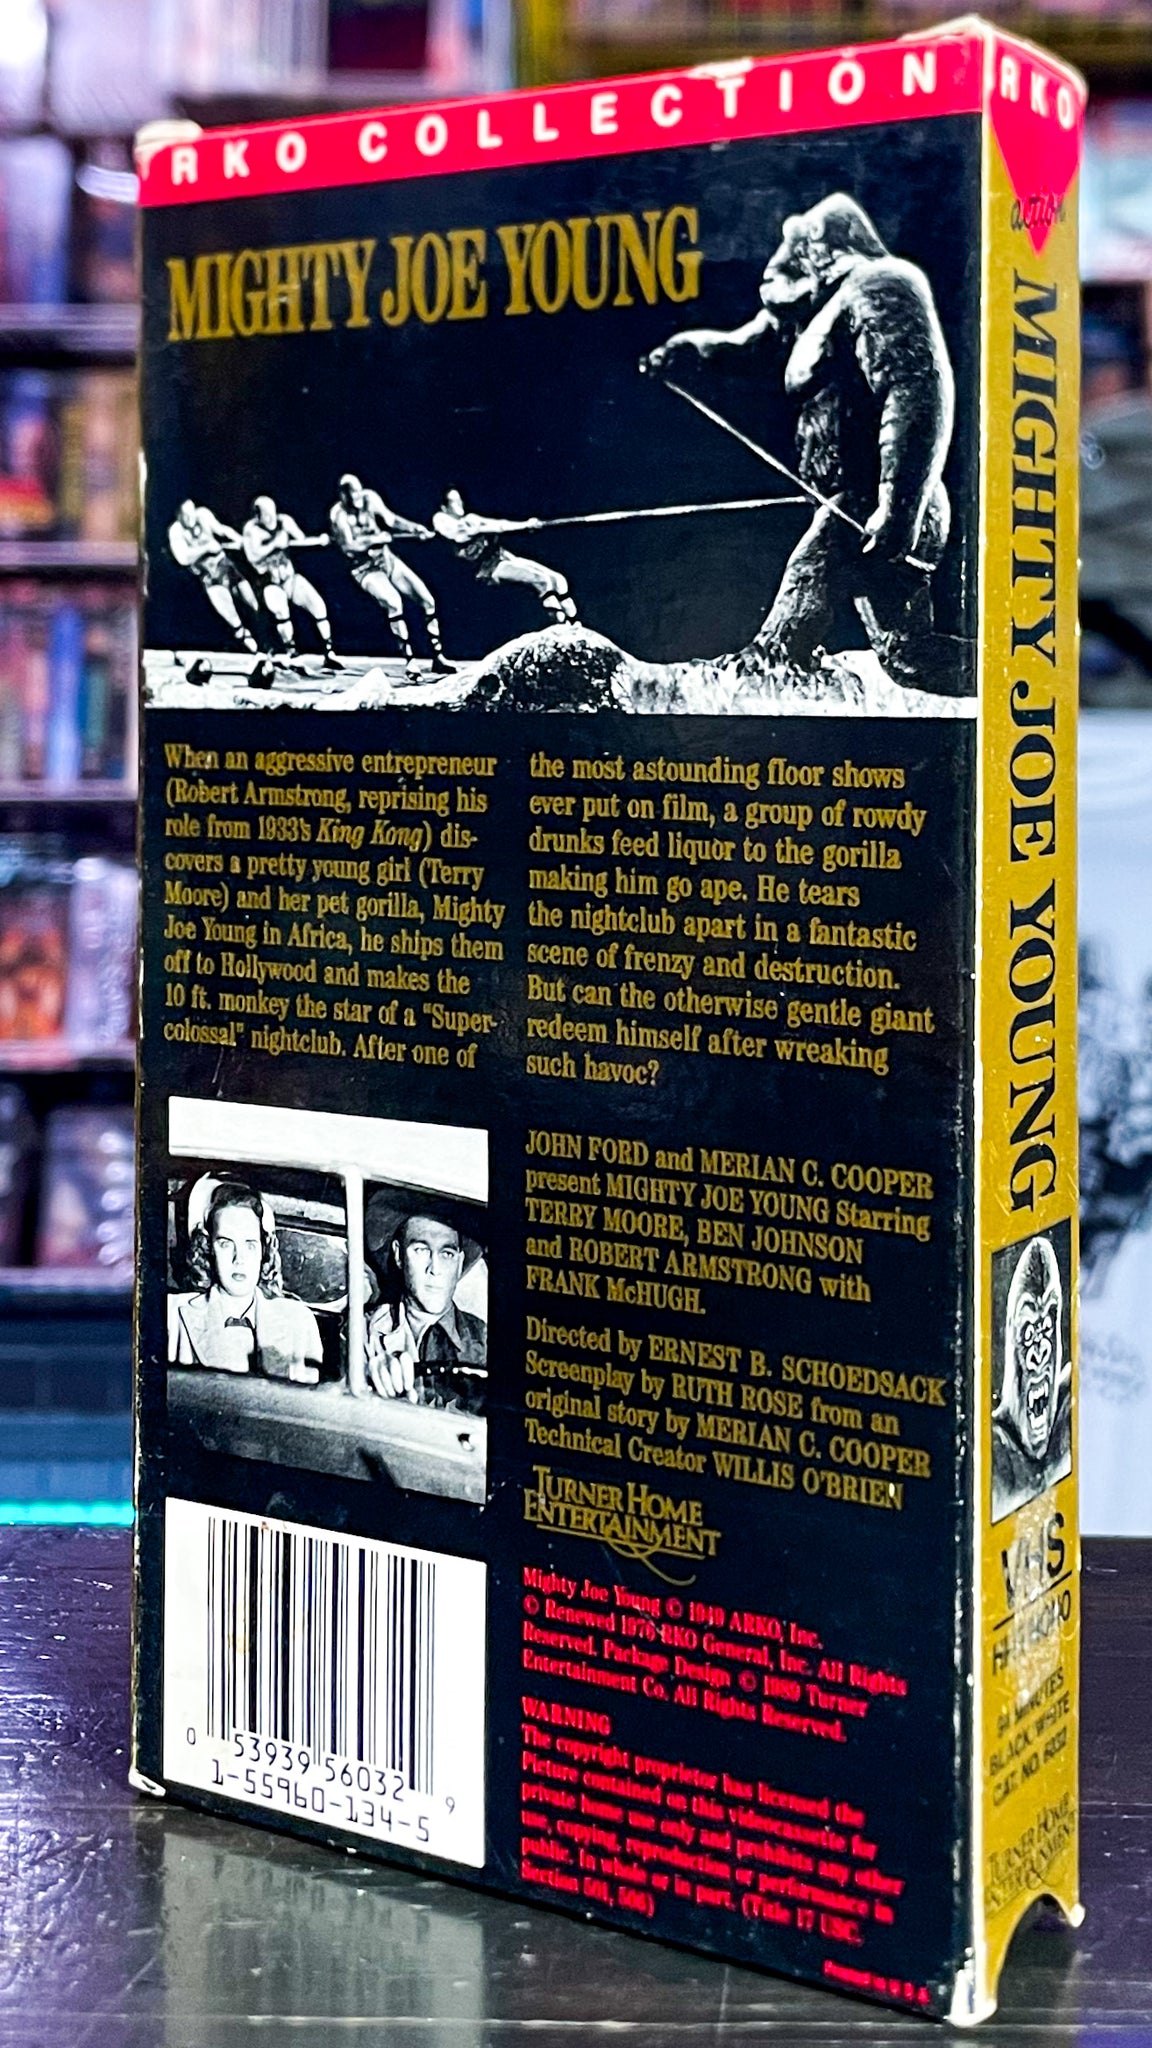 RKO COLLECTION
MIGHTY JOE YOUNG
When an aggressive entrepreneur
(Robert Armstrong, reprising his
role from 1933's King Kong) dis-
covers a pretty young girl (Terry
Moore) and her pet gorilla, Mighty
Joe Young in Africa, he ships them
off to Hollywood and makes the
10 ft. monkey the star of a "Super-
colossal" nightclub. After one of
the most astounding floor shows
ever put on film, a group of rowdy
drunks feed liquor to the gorilla
making him go ape. He tears
the nightclub apart in a fantastic
scene of frenzy and destruction.
But can the otherwise gentle giant
redeem himself after wreaking
such havoc?
JOHN FORD and MERIAN C. COOPER
present MIGHTY JOE YOUNG Starring
TERRY MOORE, BEN JOHNSON
and ROBERT ARMSTRONG with
FRANK McHUGH.
Directed by ERNEST B. SCHOEDSACK
Screenplay by RUTH ROSE from an
original story by MERIAN C. COOPER
Technical Creator WILLIS O'BRIEN
TURNER HOME
ENTERTAINMENT
Mighty Joe Young © 1949 ARKO, Inc.
© Renewed 1976 RKO General, Inc. All Rights
Reserved. Package Design © 1989 Turner
Entertainment Co. All Rights Reserved.
WARNING
The copyright proprietor has licensed the
Picture contained on this videocassette for
private home use only and prohibits any other
use, copying, reproduction or performance in
public. In whole or in part. (Title 17 USC.
Section 501, 506)
Printed in U.S.A.
0 53939 56032 9
1-55960-134-5
RKO
action
MIGHTY JOE YOUNG
VHS
MINUTES
BLACK WHITE
CAT. NO.
TURNER HOME
ENTERTAINMENT